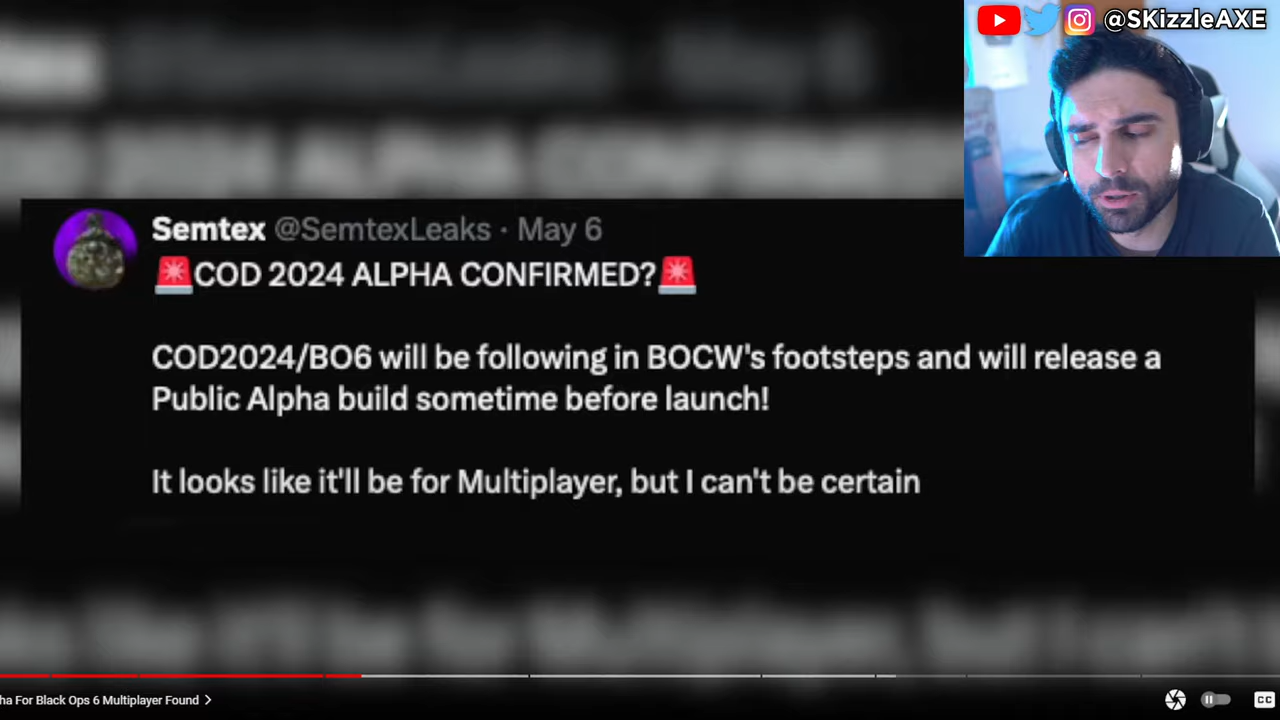 @SKizzleAXE
Semtex @SemtexLeaks · May 6
🚨COD 2024 ALPHA CONFIRMED?🚨
COD2024/BO6 will be following in BOCW's footsteps and will release a
Public Alpha build sometime before launch!
It looks like it'll be for Multiplayer, but I can't be certain
ha For Black Ops 6 Multiplayer Found >
CC